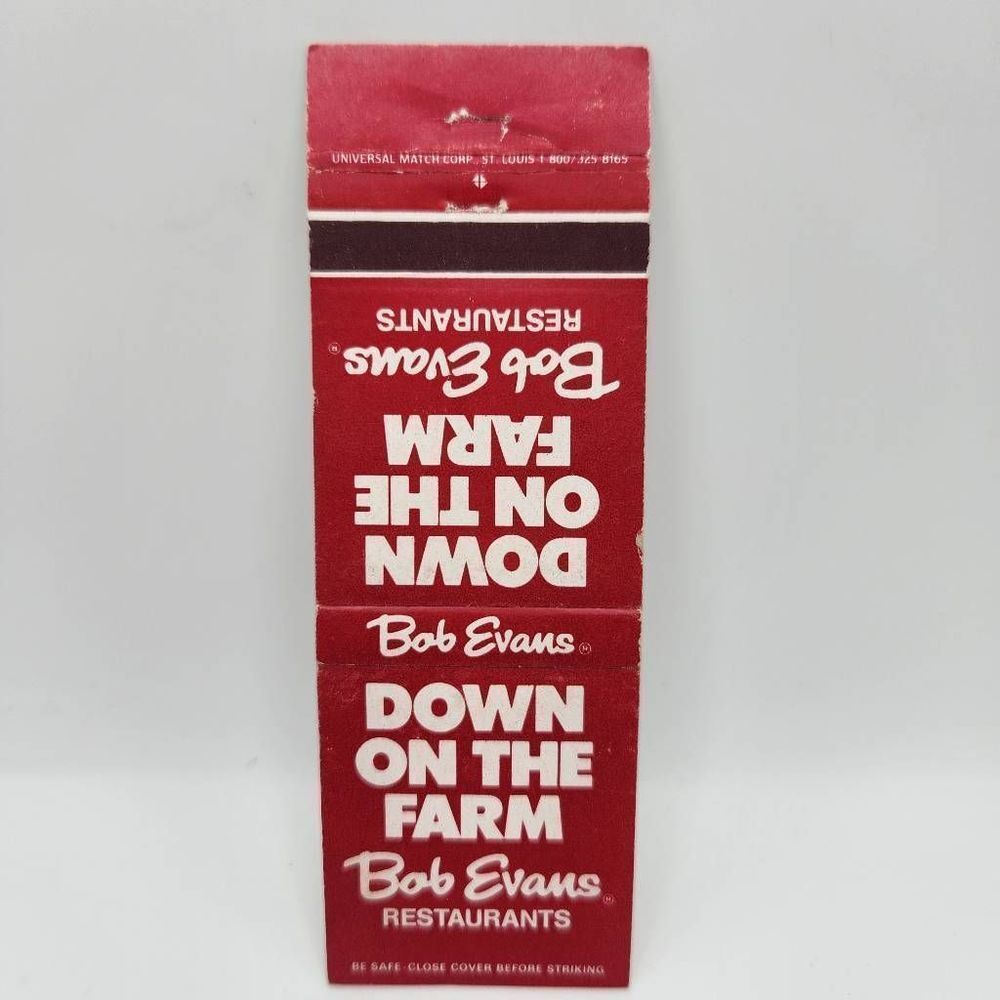 UNIVERSAL MATCH CORP., ST. LOUIS 1 800/325 8165
RESTAURANTS
Bob Evans®
FARM
ON THE
DOWN
Bob Evans®
DOWN
ON THE
FARM
Bob Evans®
RESTAURANTS
BE SAFE-CLOSE COVER BEFORE STRIKING